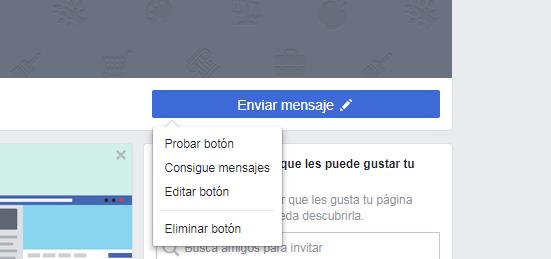 Enviar mensaje
Probar botón
Consigue mensajes
Editar botón
Eliminar botón
que les puede gustar tu
ar que les gusta tu página
eda descubrirla.
Busca amigos para invitar